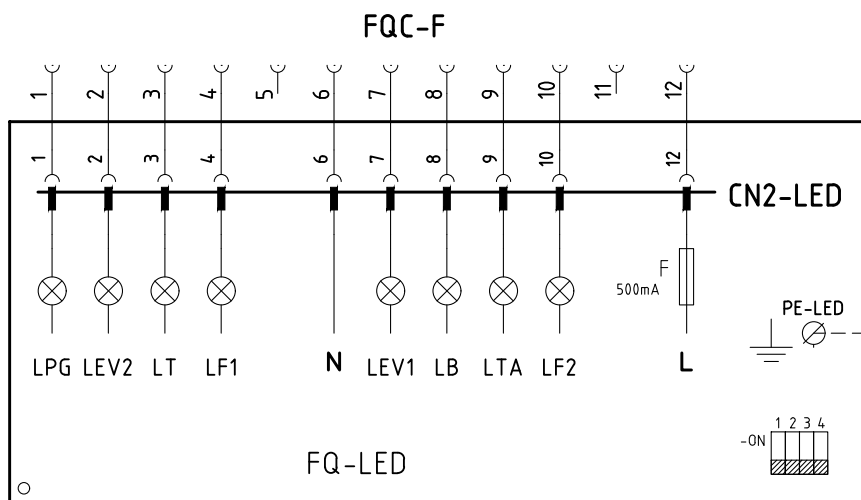 FQC-F
1 2 3 4 5 6 7 8 9 10 11 12
1 2 3 4 6 7 8 9 10 12
CN2-LED
F
500mA
PE-LED
LPG LEV2 LT LF1 N LEV1 LB LTA LF2 L
1 2 3 4
-ON
FQ-LED